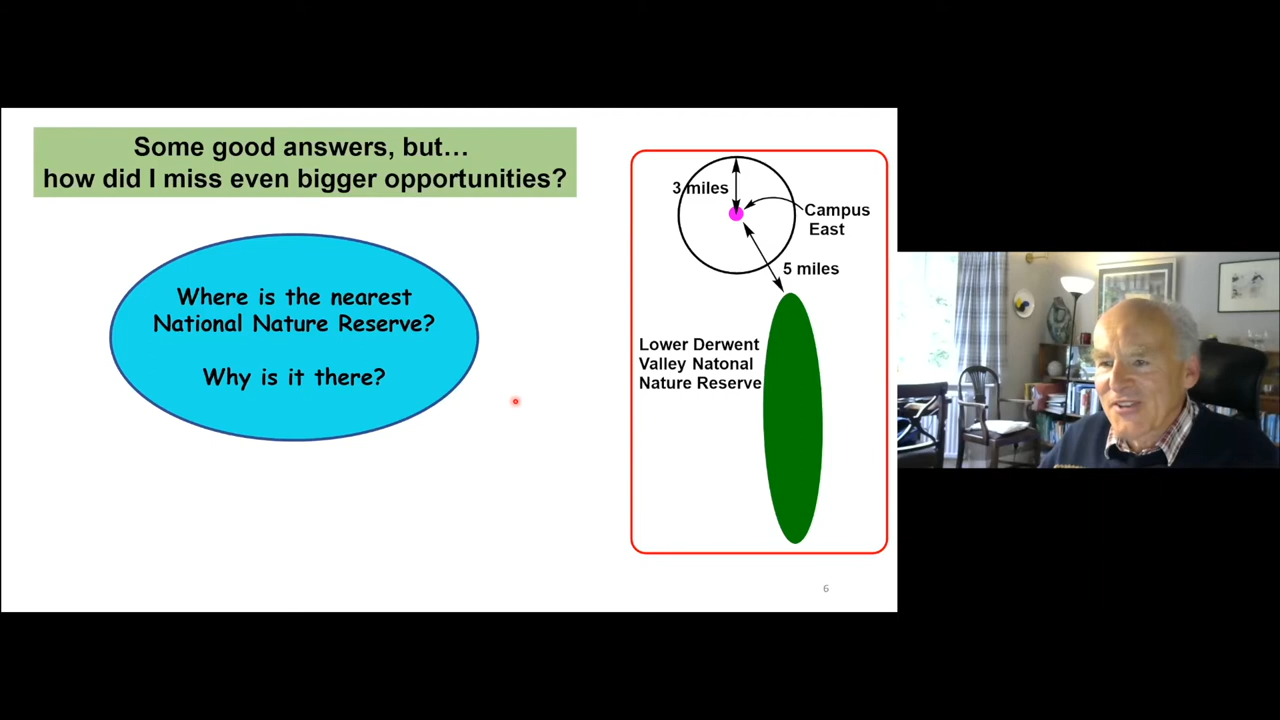 Some good answers, but…
how did I miss even bigger opportunities?
Where is the nearest
National Nature Reserve?
Why is it there?
3 miles
Campus
East
5 miles
Lower Derwent
Valley Natonal
Nature Reserve
6